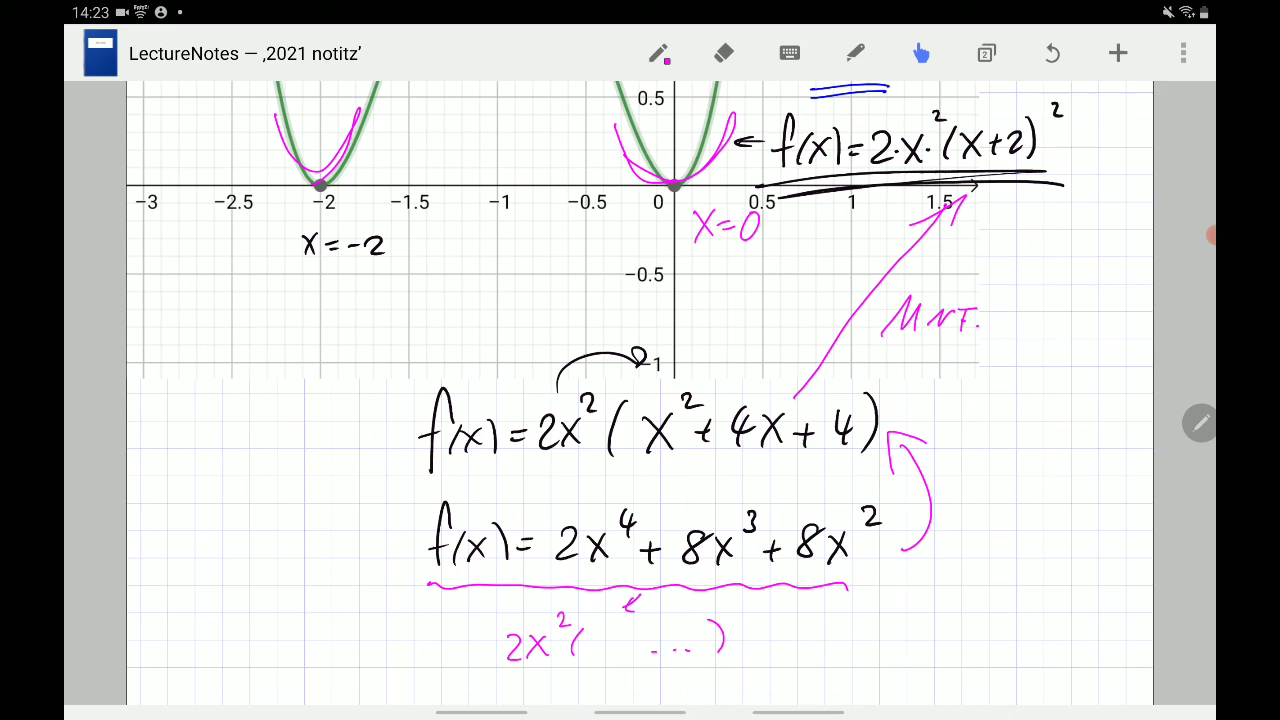 14:23
LectureNotes — ‚2021 notitz’
2
0.5
f(x) = 2·x²·(x+2)²
−3 −2.5 −2 −1.5 −1 −0.5 0 0.5 1 1.5
x = -2
x=0
−0.5
−1
f(x) = 2x² (x² + 4x + 4)
f(x) = 2x⁴ + 8x³ + 8x²
2x² ( ... )